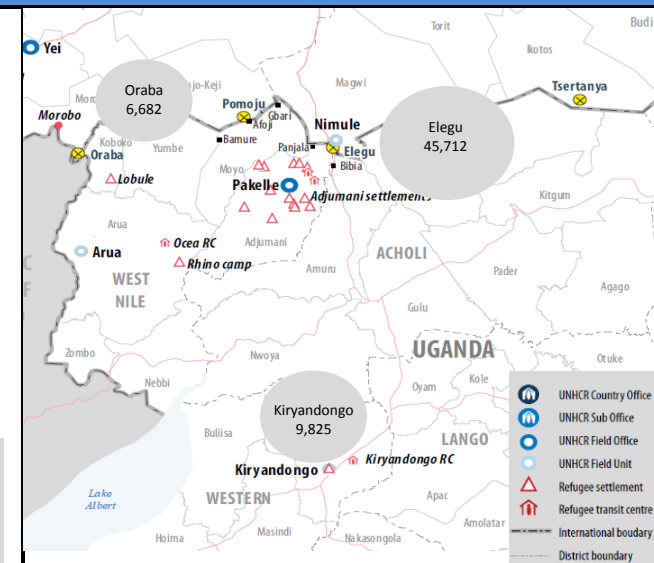 Yei
Torit
Budi
Ikotos
Oraba
6,682
jo-Keji
Magwi
Tsertanya
Moro
Pomoju
Gbari
Morobo
Afoji
Nimule
Elegu
45,712
Koboko
Yumbe
Bamure
Panjala
Elegu
Oraba
Bibia
Moyo
Lobule
Pakelle
Adjumani settlements
Kitgum
Arua
Ocea RC
Adjumani
ACHOLI
Arua
Rhino camp
Amuru
Pader
WEST
NILE
Agago
Gulu
Zombo
Nwoya
UGANDA
Otuke
Nebbi
Oyam
Kole
Kiryandongo
9,825
Buliisa
LANGO
Kiryandongo RC
Kiryandongo
Lake
Albert
WESTERN
Apac
Amolatar
Hoima
Masindi
Nakasongola
UNHCR Country Office
UNHCR Sub Office
UNHCR Field Office
UNHCR Field Unit
Refugee settlement
Refugee transit centre
International boudary
District boundary